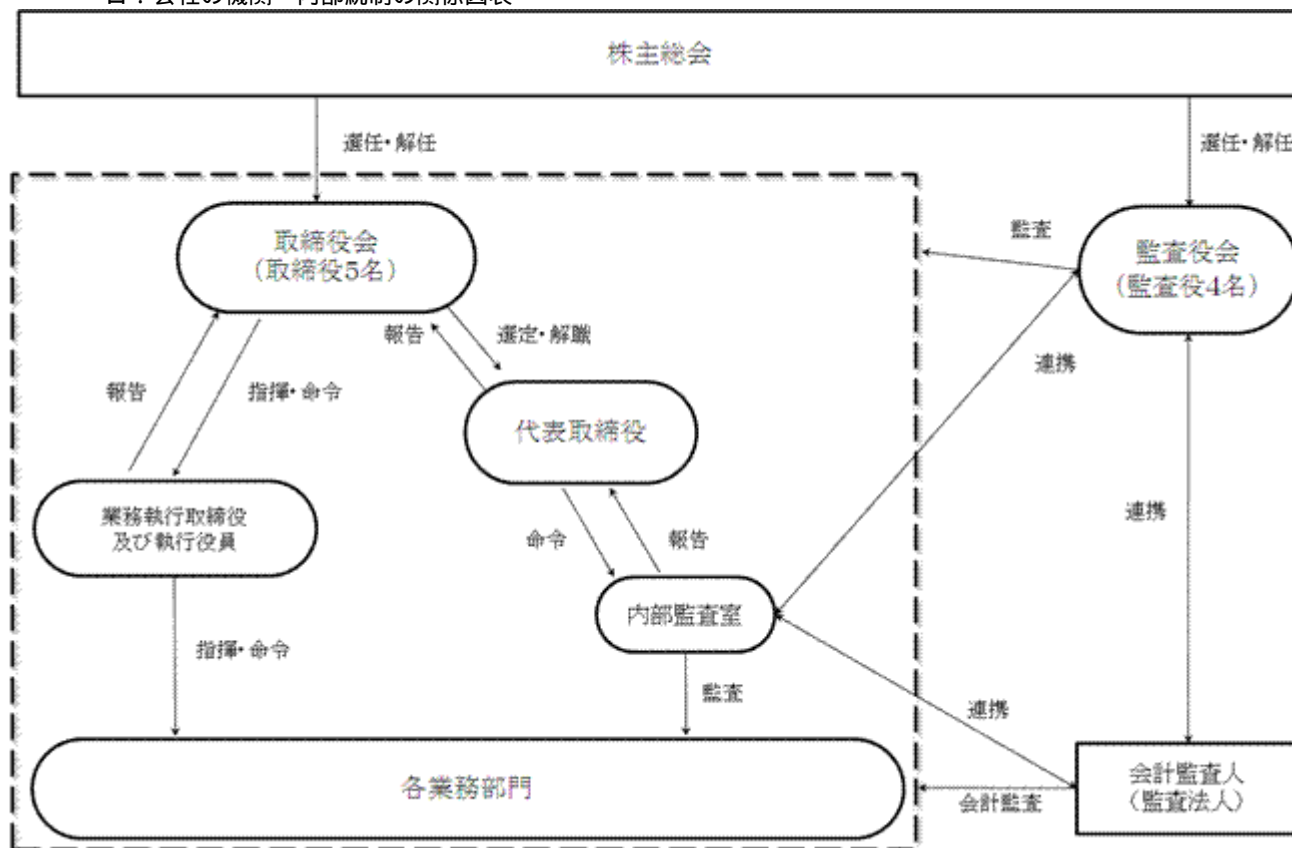 株主総会
選任・解任
選任・解任
取締役会
（取締役5名）
監査
監査役会
（監査役4名）
報告
選定・解職
連携
報告
指揮・命令
代表取締役
業務執行取締役
及び執行役員
命令
報告
連携
内部監査室
指揮・命令
監査
連携
各業務部門
会計監査
会計監査人
（監査法人）